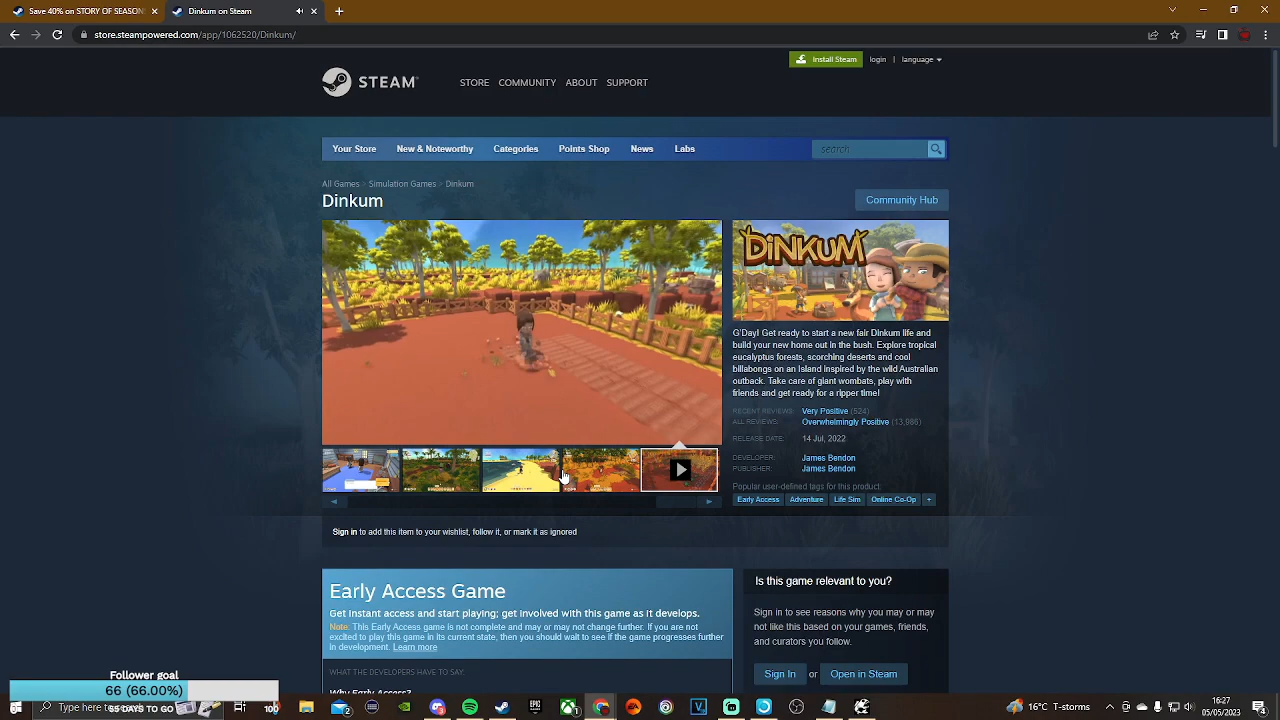 Save 40% on STORY OF SEASON
Dinkum on Steam
store.steampowered.com/app/1062520/Dinkum/
Install Steam
login | language
STEAM
STORE COMMUNITY ABOUT SUPPORT
Your Store New & Noteworthy Categories Points Shop News Labs
search
All Games > Simulation Games > Dinkum
Dinkum
Community Hub
DiNKUM
G'Day! Get ready to start a new fair Dinkum life and
build your new home out in the bush. Explore tropical
eucalyptus forests, scorching deserts and cool
billabongs on an Island inspired by the wild Australian
outback. Take care of giant wombats, play with
friends and get ready for a ripper time!
RECENT REVIEWS: Very Positive (524)
ALL REVIEWS: Overwhelmingly Positive (13,986)
RELEASE DATE: 14 Jul, 2022
DEVELOPER: James Bendon
PUBLISHER: James Bendon
Popular user-defined tags for this product:
Early Access Adventure Life Sim Online Co-Op +
Sign in to add this item to your wishlist, follow it, or mark it as ignored
Early Access Game
Get instant access and start playing; get involved with this game as it develops.
Note: This Early Access game is not complete and may or may not change further. If you are not
excited to play this game in its current state, then you should wait to see if the game progresses further
in development. Learn more
WHAT THE DEVELOPERS HAVE TO SAY:
Why Early Access?
Is this game relevant to you?
Sign in to see reasons why you may or may
not like this based on your games, friends,
and curators you follow.
Sign In or Open in Steam
Follower goal
66 (66.00%)
Type here to
DAYS TO GO
100
16°C T-storms
16:27
05/05/2023